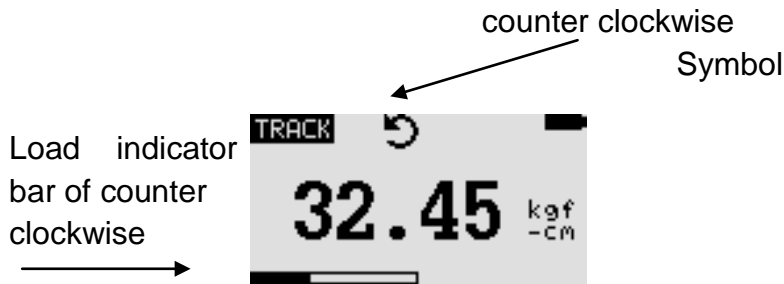 counter clockwise
Symbol
Load indicator
bar of counter
clockwise
TRACK
32.45 kgf
-cm